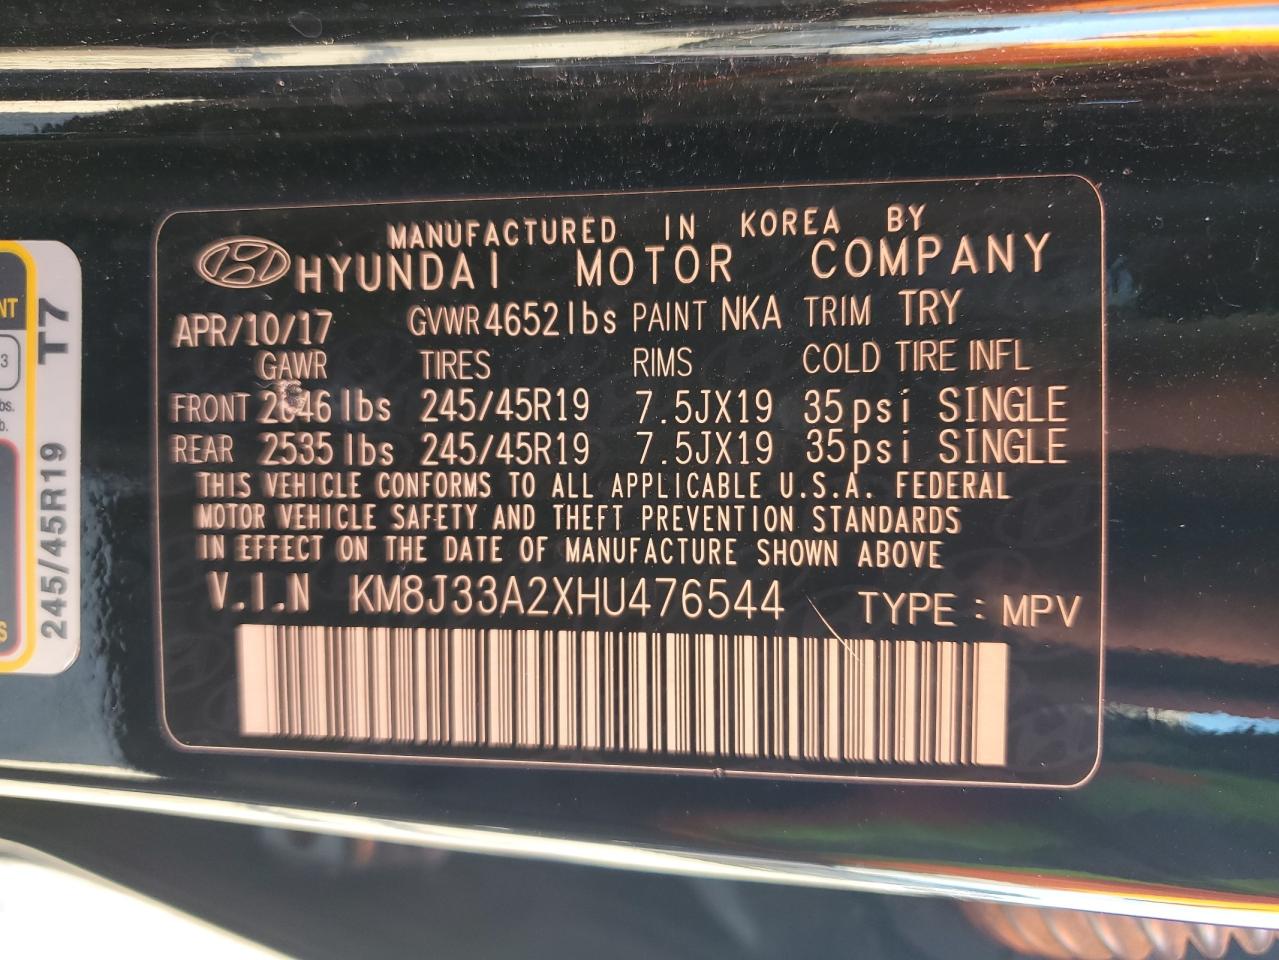 MANUFACTURED IN KOREA BY
HYUNDAI MOTOR COMPANY
APR/10/17 GVWR 4652 lbs PAINT NKA TRIM TRY
GAWR TIRES RIMS COLD TIRE INFL
FRONT lbs 245/45R19 7.5JX19 35psi SINGLE
REAR 2535 lbs 245/45R19 7.5JX19 35psi SINGLE
THIS VEHICLE CONFORMS TO ALL APPLICABLE U.S.A. FEDERAL
MOTOR VEHICLE SAFETY AND THEFT PREVENTION STANDARDS
IN EFFECT ON THE DATE OF MANUFACTURE SHOWN ABOVE
V.I.N KM8J33A2XHU476544 TYPE : MPV
245/45R19 T7